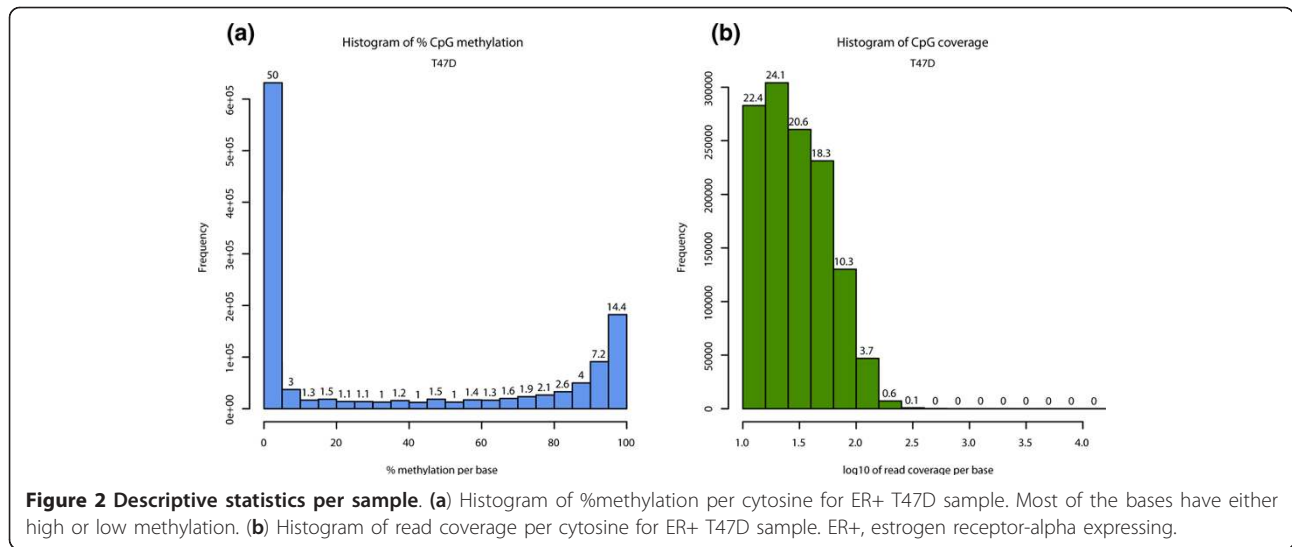 (a)
Histogram of % CpG methylation
T47D
Frequency
0e+00 1e+05 2e+05 3e+05 4e+05 5e+05 6e+05
50 3 1.3 1.5 1.1 1.1 1 1.2 1 1.5 1 1.4 1.3 1.6 1.9 2.1 2.6 4 7.2 14.4
0 20 40 60 80 100
% methylation per base
(b)
Histogram of CpG coverage
T47D
Frequency
0 50000 100000 150000 200000 250000 300000
22.4 24.1 20.6 18.3 10.3 3.7 0.6 0.1 0 0 0 0 0 0 0 0
1.0 1.5 2.0 2.5 3.0 3.5 4.0
log10 of read coverage per base
Figure 2 Descriptive statistics per sample. (a) Histogram of %methylation per cytosine for ER+ T47D sample. Most of the bases have either
high or low methylation. (b) Histogram of read coverage per cytosine for ER+ T47D sample. ER+, estrogen receptor-alpha expressing.